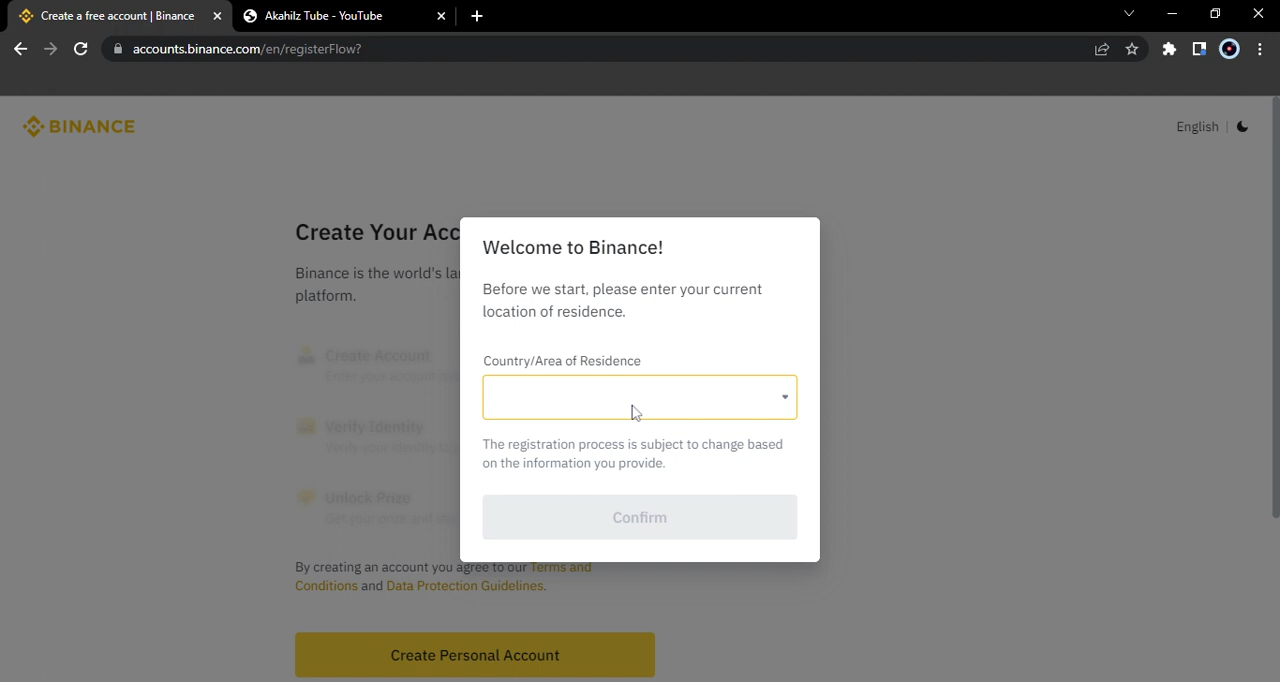 Create a free account | Binance
Akahilz Tube - YouTube
accounts.binance.com/en/registerFlow?
BINANCE
English
Create Your Acc
Binance is the world's la
platform.
Create Account
Verify Identity
Unlock Prize
By creating an account you agree to our Terms and
Conditions and Data Protection Guidelines.
Create Personal Account
Welcome to Binance!
Before we start, please enter your current
location of residence.
Country/Area of Residence
The registration process is subject to change based
on the information you provide.
Confirm